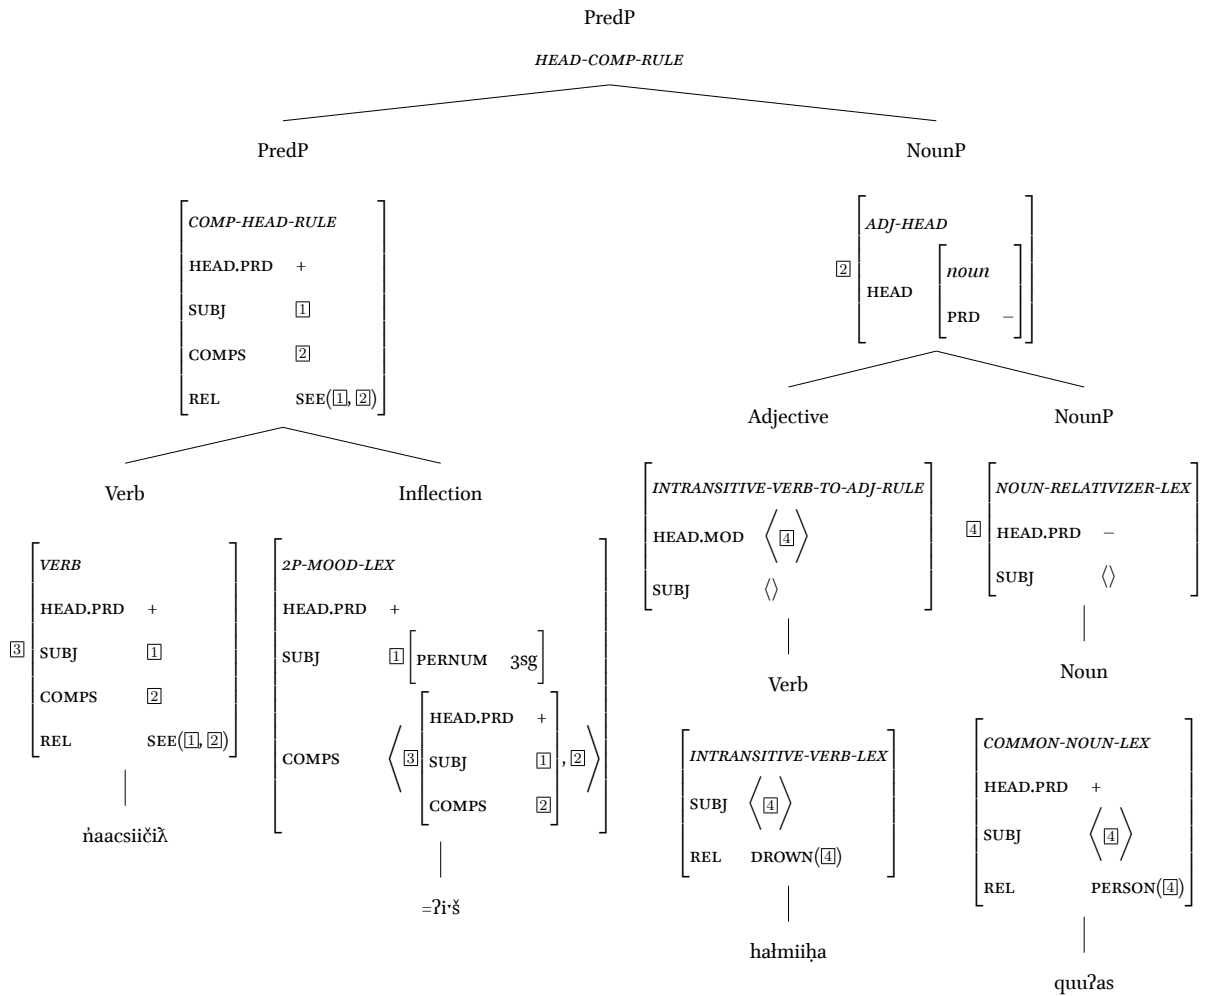 PredP
HEAD-COMP-RULE
PredP
NounP
COMP-HEAD-RULE
HEAD.PRD +
SUBJ 1
COMPS 2
REL SEE(1, 2)
2
ADJ-HEAD
HEAD
noun
PRD −
Adjective
NounP
INTRANSITIVE-VERB-TO-ADJ-RULE
HEAD.MOD ⟨4⟩
SUBJ ⟨⟩
4
NOUN-RELATIVIZER-LEX
HEAD.PRD −
SUBJ ⟨⟩
Verb
Inflection
3
VERB
HEAD.PRD +
SUBJ 1
COMPS 2
REL SEE(1, 2)
n̓aacsiičiƛ
2P-MOOD-LEX
HEAD.PRD +
SUBJ 1 [PERNUM 3sg]
COMPS ⟨3
HEAD.PRD +
SUBJ 1
COMPS 2
, 2⟩
=ʔi·š
Verb
INTRANSITIVE-VERB-LEX
SUBJ ⟨4⟩
REL DROWN(4)
hałmiiḥa
Noun
COMMON-NOUN-LEX
HEAD.PRD +
SUBJ ⟨4⟩
REL PERSON(4)
quuʔas